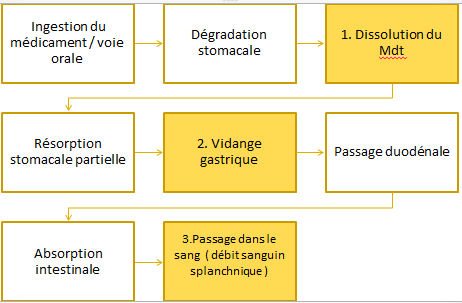 Ingestion du
médicament / voie
orale
Dégradation
stomacale
1. Dissolution du
Mdt
Résorption
stomacale partielle
2. Vidange
gastrique
Passage duodénale
Absorption
intestinale
3.Passage dans le
sang ( débit sanguin
splanchnique )